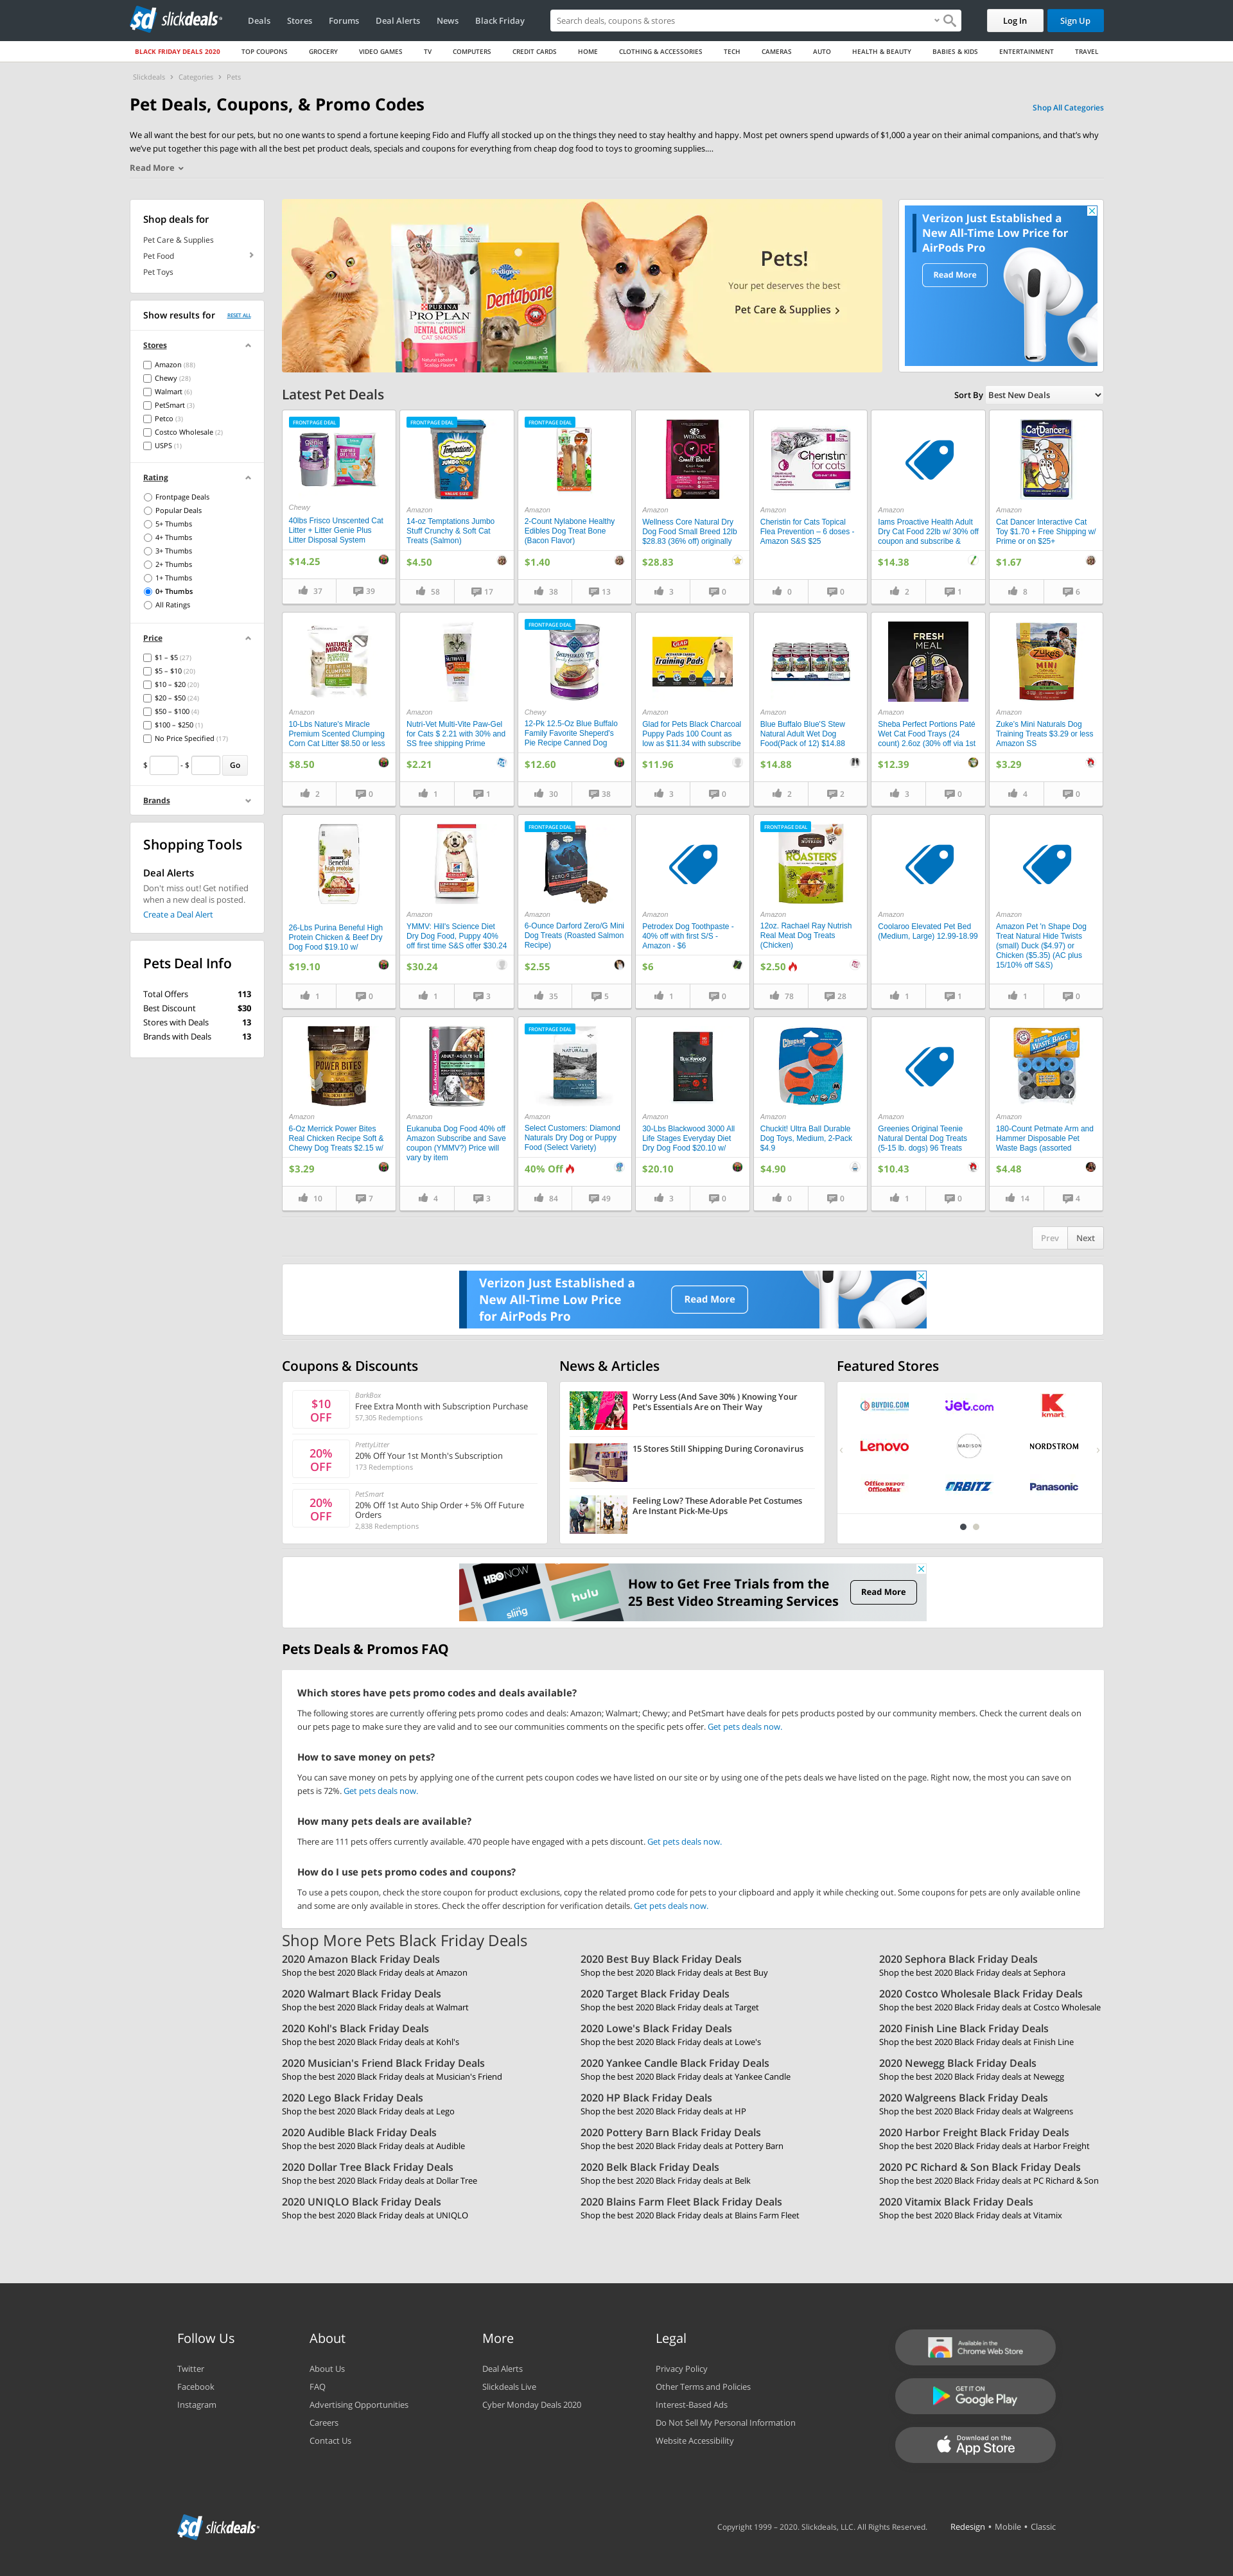 slickdeals
Deals
Stores
Forums
Deal Alerts
News
Black Friday
Search deals, coupons & stores
Log In
Sign Up
BLACK FRIDAY DEALS 2020
TOP COUPONS
GROCERY
VIDEO GAMES
TV
COMPUTERS
CREDIT CARDS
HOME
CLOTHING & ACCESSORIES
TECH
CAMERAS
AUTO
HEALTH & BEAUTY
BABIES & KIDS
ENTERTAINMENT
TRAVEL
Slickdeals > Categories > Pets
Pet Deals, Coupons, & Promo Codes
Shop All Categories
We all want the best for our pets, but no one wants to spend a fortune keeping Fido and Fluffy all stocked up on the things they need to stay healthy and happy. Most pet owners spend upwards of $1,000 a year on their animal companions, and that's why
we've put together this page with all the best pet product deals, specials and coupons for everything from cheap dog food to toys to grooming supplies....
Read More
Shop deals for
Pet Care & Supplies
Pet Food
Pet Toys
Show results for
RESET ALL
Stores
Amazon (88)
Chewy (28)
Walmart (6)
PetSmart (3)
Petco (3)
Costco Wholesale (2)
USPS (1)
Rating
Frontpage Deals
Popular Deals
5+ Thumbs
4+ Thumbs
3+ Thumbs
2+ Thumbs
1+ Thumbs
0+ Thumbs
All Ratings
Price
$1 – $5 (27)
$5 – $10 (20)
$10 – $20 (20)
$20 – $50 (24)
$50 – $100 (4)
$100 – $250 (1)
No Price Specified (17)
$ - $ Go
Brands
Shopping Tools
Deal Alerts
Don't miss out! Get notified
when a new deal is posted.
Create a Deal Alert
Pets Deal Info
Total Offers 113
Best Discount $30
Stores with Deals 13
Brands with Deals 13
PURINA
PRO PLAN
DENTAL CRUNCH
CAT SNACKS
Pedigree
Dentabone
Pets!
Your pet deserves the best
Pet Care & Supplies
Verizon Just Established a
New All-Time Low Price for
AirPods Pro
Read More
Latest Pet Deals
Sort By
Best New Deals
FRONTPAGE DEAL
Chewy
40lbs Frisco Unscented Cat
Litter + Litter Genie Plus
Litter Disposal System
$14.25
37
39
FRONTPAGE DEAL
Amazon
14-oz Temptations Jumbo
Stuff Crunchy & Soft Cat
Treats (Salmon)
$4.50
58
17
FRONTPAGE DEAL
Amazon
2-Count Nylabone Healthy
Edibles Dog Treat Bone
(Bacon Flavor)
$1.40
38
13
WELLNESS
CORE
Small Breed
Amazon
Wellness Core Natural Dry
Dog Food Small Breed 12lb
$28.83 (36% off) originally
$28.83
3
0
Cheristin
for cats
Amazon
Cheristin for Cats Topical
Flea Prevention – 6 doses -
Amazon S&S $25
0
0
Amazon
Iams Proactive Health Adult
Dry Cat Food 22lb w/ 30% off
coupon and subscribe &
$14.38
2
1
Cat Dancer
Amazon
Cat Dancer Interactive Cat
Toy $1.70 + Free Shipping w/
Prime or on $25+
$1.67
8
6
NATURE'S MIRACLE
Amazon
10-Lbs Nature's Miracle
Premium Scented Clumping
Corn Cat Litter $8.50 or less
$8.50
2
0
Amazon
Nutri-Vet Multi-Vite Paw-Gel
for Cats $ 2.21 with 30% and
SS free shipping Prime
$2.21
1
1
FRONTPAGE DEAL
Chewy
12-Pk 12.5-Oz Blue Buffalo
Family Favorite Sheperd's
Pie Recipe Canned Dog
$12.60
30
38
GLAD
Training Pads
Amazon
Glad for Pets Black Charcoal
Puppy Pads 100 Count as
low as $11.34 with subscribe
$11.96
3
0
Amazon
Blue Buffalo Blue'S Stew
Natural Adult Wet Dog
Food(Pack of 12) $14.88
$14.88
2
2
FRESH
MEAL
Amazon
Sheba Perfect Portions Paté
Wet Cat Food Trays (24
count) 2.6oz (30% off via 1st
$12.39
3
0
Zuke's
MINI
Amazon
Zuke's Mini Naturals Dog
Training Treats $3.29 or less
Amazon SS
$3.29
4
0
Beneful
26-Lbs Purina Beneful High
Protein Chicken & Beef Dry
Dog Food $19.10 w/
$19.10
1
0
Amazon
YMMV: Hill's Science Diet
Dry Dog Food, Puppy 40%
off first time S&S offer $30.24
$30.24
1
3
FRONTPAGE DEAL
ZERO/G
Amazon
6-Ounce Darford Zero/G Mini
Dog Treats (Roasted Salmon
Recipe)
$2.55
35
5
Amazon
Petrodex Dog Toothpaste -
40% off with first S/S -
Amazon - $6
$6
1
0
FRONTPAGE DEAL
ROASTERS
Amazon
12oz. Rachael Ray Nutrish
Real Meat Dog Treats
(Chicken)
$2.50
78
28
Amazon
Coolaroo Elevated Pet Bed
(Medium, Large) 12.99-18.99
1
1
Amazon
Amazon Pet 'n Shape Dog
Treat Natural Hide Twists
(small) Duck ($4.97) or
Chicken ($5.35) (AC plus
15/10% off S&S)
1
0
POWER BITES
Amazon
6-Oz Merrick Power Bites
Real Chicken Recipe Soft &
Chewy Dog Treats $2.15 w/
$3.29
10
7
Amazon
Eukanuba Dog Food 40% off
Amazon Subscribe and Save
coupon (YMMV?) Price will
vary by item
4
3
FRONTPAGE DEAL
NATURALS
Amazon
Select Customers: Diamond
Naturals Dry Dog or Puppy
Food (Select Variety)
40% Off
84
49
BLACKWOOD
Amazon
30-Lbs Blackwood 3000 All
Life Stages Everyday Diet
Dry Dog Food $20.10 w/
$20.10
3
0
Chuckit!
Amazon
Chuckit! Ultra Ball Durable
Dog Toys, Medium, 2-Pack
$4.9
$4.90
0
0
Amazon
Greenies Original Teenie
Natural Dental Dog Treats
(5-15 lb. dogs) 96 Treats
$10.43
1
0
WASTE BAGS
Amazon
180-Count Petmate Arm and
Hammer Disposable Pet
Waste Bags (assorted
$4.48
14
4
Prev
Next
Verizon Just Established a
New All-Time Low Price
for AirPods Pro
Read More
Coupons & Discounts
$10
OFF
BarkBox
Free Extra Month with Subscription Purchase
57,305 Redemptions
20%
OFF
PrettyLitter
20% Off Your 1st Month's Subscription
173 Redemptions
20%
OFF
PetSmart
20% Off 1st Auto Ship Order + 5% Off Future
Orders
2,838 Redemptions
News & Articles
Worry Less (And Save 30% ) Knowing Your
Pet's Essentials Are on Their Way
15 Stores Still Shipping During Coronavirus
Feeling Low? These Adorable Pet Costumes
Are Instant Pick-Me-Ups
Featured Stores
BUYDIG.COM
Jet.com
kmart
Lenovo
MADISON
NORDSTROM
Office DEPOT
OfficeMax
ORBITZ
Panasonic
HBO NOW
hulu
sling
How to Get Free Trials from the
25 Best Video Streaming Services
Read More
Pets Deals & Promos FAQ
Which stores have pets promo codes and deals available?
The following stores are currently offering pets promo codes and deals: Amazon; Walmart; Chewy; and PetSmart have deals for pets products posted by our community members. Check the current deals on
our pets page to make sure they are valid and to see our communities comments on the specific pets offer. Get pets deals now.
How to save money on pets?
You can save money on pets by applying one of the current pets coupon codes we have listed on our site or by using one of the pets deals we have listed on the page. Right now, the most you can save on
pets is 72%. Get pets deals now.
How many pets deals are available?
There are 111 pets offers currently available. 470 people have engaged with a pets discount. Get pets deals now.
How do I use pets promo codes and coupons?
To use a pets coupon, check the store coupon for product exclusions, copy the related promo code for pets to your clipboard and apply it while checking out. Some coupons for pets are only available online
and some are only available in stores. Check the offer description for verification details. Get pets deals now.
Shop More Pets Black Friday Deals
2020 Amazon Black Friday Deals
Shop the best 2020 Black Friday deals at Amazon
2020 Best Buy Black Friday Deals
Shop the best 2020 Black Friday deals at Best Buy
2020 Sephora Black Friday Deals
Shop the best 2020 Black Friday deals at Sephora
2020 Walmart Black Friday Deals
Shop the best 2020 Black Friday deals at Walmart
2020 Target Black Friday Deals
Shop the best 2020 Black Friday deals at Target
2020 Costco Wholesale Black Friday Deals
Shop the best 2020 Black Friday deals at Costco Wholesale
2020 Kohl's Black Friday Deals
Shop the best 2020 Black Friday deals at Kohl's
2020 Lowe's Black Friday Deals
Shop the best 2020 Black Friday deals at Lowe's
2020 Finish Line Black Friday Deals
Shop the best 2020 Black Friday deals at Finish Line
2020 Musician's Friend Black Friday Deals
Shop the best 2020 Black Friday deals at Musician's Friend
2020 Yankee Candle Black Friday Deals
Shop the best 2020 Black Friday deals at Yankee Candle
2020 Newegg Black Friday Deals
Shop the best 2020 Black Friday deals at Newegg
2020 Lego Black Friday Deals
Shop the best 2020 Black Friday deals at Lego
2020 HP Black Friday Deals
Shop the best 2020 Black Friday deals at HP
2020 Walgreens Black Friday Deals
Shop the best 2020 Black Friday deals at Walgreens
2020 Audible Black Friday Deals
Shop the best 2020 Black Friday deals at Audible
2020 Pottery Barn Black Friday Deals
Shop the best 2020 Black Friday deals at Pottery Barn
2020 Harbor Freight Black Friday Deals
Shop the best 2020 Black Friday deals at Harbor Freight
2020 Dollar Tree Black Friday Deals
Shop the best 2020 Black Friday deals at Dollar Tree
2020 Belk Black Friday Deals
Shop the best 2020 Black Friday deals at Belk
2020 PC Richard & Son Black Friday Deals
Shop the best 2020 Black Friday deals at PC Richard & Son
2020 UNIQLO Black Friday Deals
Shop the best 2020 Black Friday deals at UNIQLO
2020 Blains Farm Fleet Black Friday Deals
Shop the best 2020 Black Friday deals at Blains Farm Fleet
2020 Vitamix Black Friday Deals
Shop the best 2020 Black Friday deals at Vitamix
Follow Us
Twitter
Facebook
Instagram
About
About Us
FAQ
Advertising Opportunities
Careers
Contact Us
More
Deal Alerts
Slickdeals Live
Cyber Monday Deals 2020
Legal
Privacy Policy
Other Terms and Policies
Interest-Based Ads
Do Not Sell My Personal Information
Website Accessibility
Available in the
Chrome Web Store
GET IT ON
Google Play
Download on the
App Store
slickdeals
Copyright 1999 – 2020. Slickdeals, LLC. All Rights Reserved.
Redesign • Mobile • Classic